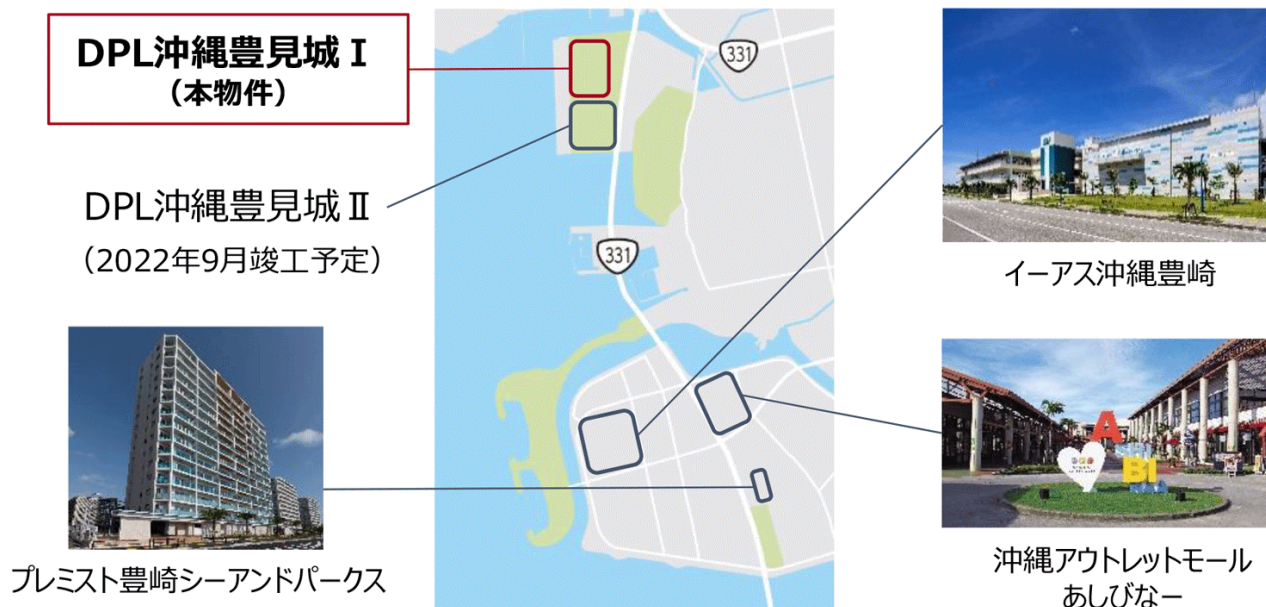 DPL沖縄豊見城Ⅰ
（本物件）
DPL沖縄豊見城Ⅱ
（2022年9月竣工予定）
プレミスト豊崎シーアンドパークス
331
331
イーアス沖縄豊崎
A
BI
沖縄アウトレットモール
あしびなー